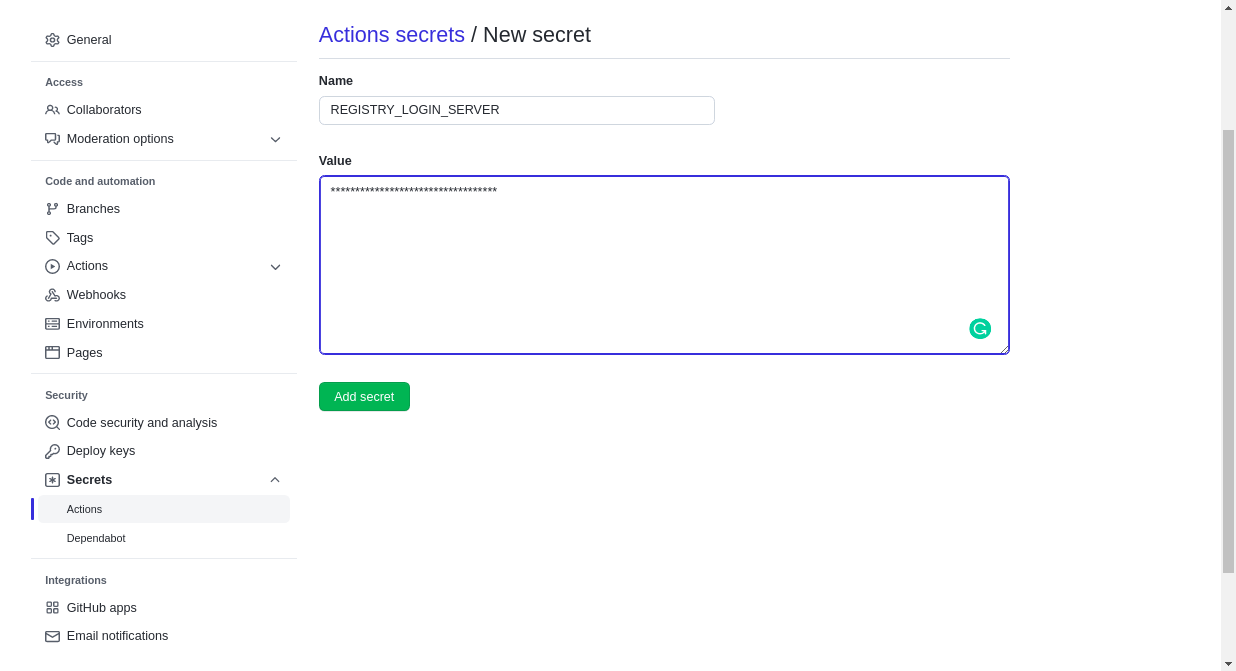 General
Access
Collaborators
Moderation options
Code and automation
Branches
Tags
Actions
Webhooks
Environments
Pages
Security
Code security and analysis
Deploy keys
Secrets
Actions
Dependabot
Integrations
GitHub apps
Email notifications
Actions secrets / New secret
Name
REGISTRY_LOGIN_SERVER
Value
**********************************
Add secret